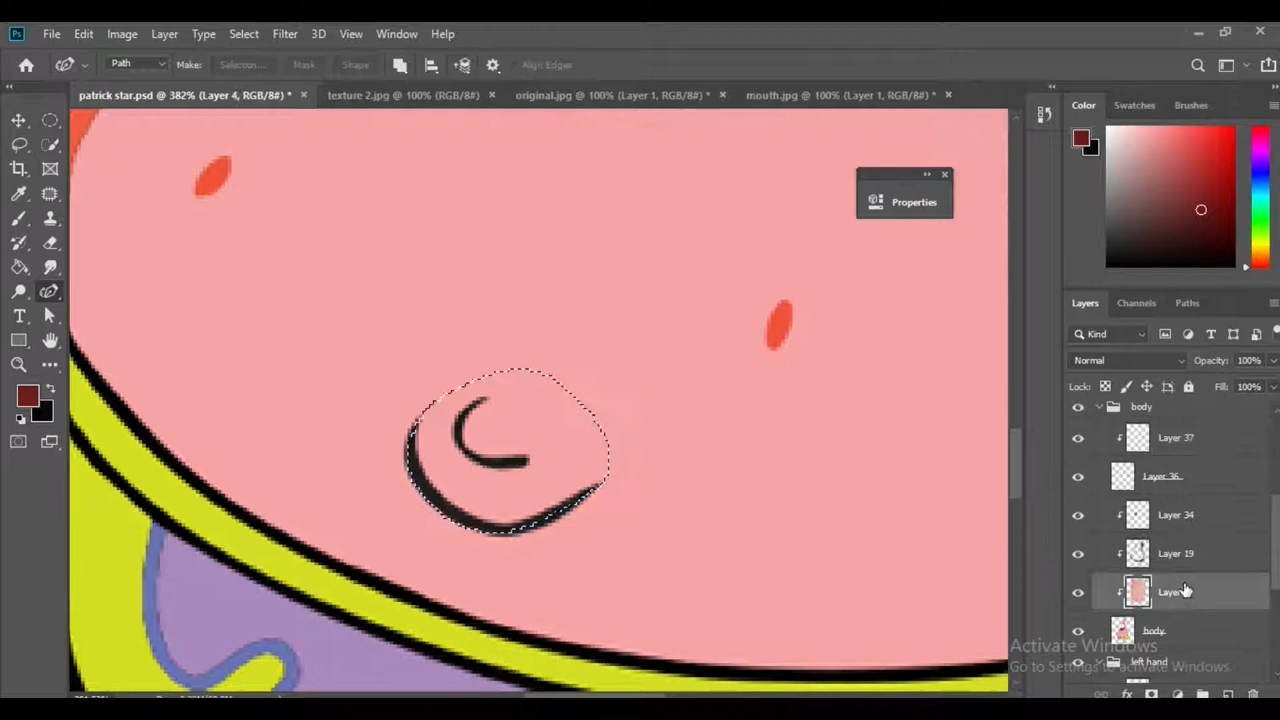 Ps File Edit Image Layer Type Select Filter 3D View Window Help
Path Make: Selection... Mask Shape Align Edges
patrick star.psd @ 382% (Layer 4, RGB/8#) * texture 2.jpg @ 100% (RGB/8#) original.jpg @ 100% (Layer 1, RGB/8#) * mouth.jpg @ 100% (Layer 1, RGB/8#) *
Color Swatches Brushes
Properties
Layers Channels Paths
Kind
Normal Opacity: 100%
Lock: Fill: 100%
body
Layer 37
Layer 36
Layer 34
Layer 19
Layer
body
Activate Windows
left hand
Go to Settings to activate Windows.